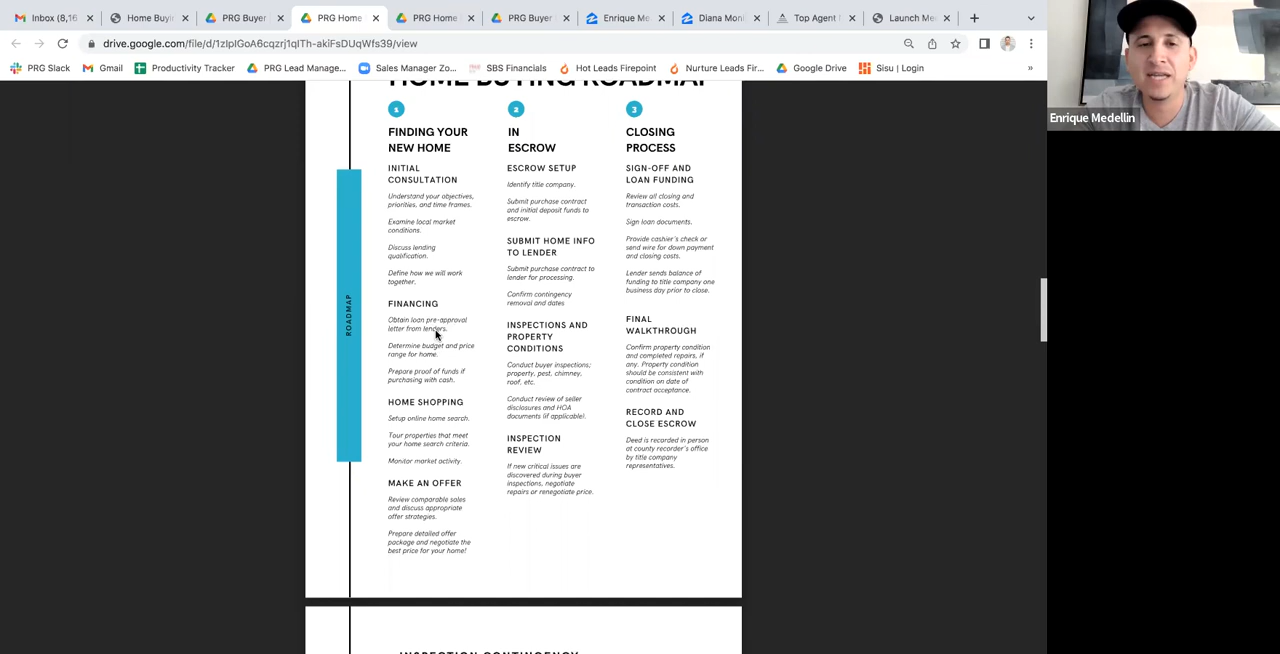 Inbox (8,16
Home Buyi
PRG Buyer
PRG Home
PRG Home
PRG Buyer
Enrique Me
Diana Moni
Top Agent
Launch Me
drive.google.com/file/d/1zIpIGoA6cqzrj1qITh-akiFsDUqWfs39/view
PRG Slack
Gmail
Productivity Tracker
PRG Lead Manage...
Sales Manager Zo...
SBS Financials
Hot Leads Firepoint
Nurture Leads Fir...
Google Drive
Sisu | Login
»
HOME BUYING ROADMAP
ROADMAP
1
FINDING YOUR
NEW HOME
INITIAL
CONSULTATION
Understand your objectives,
priorities, and time frames.
Examine local market
conditions.
Discuss lending
qualification.
Define how we will work
together.
FINANCING
Obtain loan pre-approval
letter from lenders.
Determine budget and price
range for home.
Prepare proof of funds if
purchasing with cash.
HOME SHOPPING
Setup online home search.
Tour properties that meet
your home search criteria.
Monitor market activity.
MAKE AN OFFER
Review comparable sales
and discuss appropriate
offer strategies.
Prepare detailed offer
package and negotiate the
best price for your home!
2
IN
ESCROW
ESCROW SETUP
Identify title company.
Submit purchase contract
and initial deposit funds to
escrow.
SUBMIT HOME INFO
TO LENDER
Submit purchase contract to
lender for processing.
Confirm contingency
removal and dates
INSPECTIONS AND
PROPERTY
CONDITIONS
Conduct buyer inspections;
property, pest, chimney,
roof, etc.
Conduct review of seller
disclosures and HOA
documents (if applicable).
INSPECTION
REVIEW
If new critical issues are
discovered during buyer
inspections, negotiate
repairs or renegotiate price.
3
CLOSING
PROCESS
SIGN-OFF AND
LOAN FUNDING
Review all closing and
transaction costs.
Sign loan documents.
Provide cashier's check or
send wire for down payment
and closing costs.
Lender sends balance of
funding to title company one
business day prior to close.
FINAL
WALKTHROUGH
Confirm property condition
and completed repairs, if
any. Property condition
should be consistent with
condition on date of
contract acceptance.
RECORD AND
CLOSE ESCROW
Deed is recorded in person
at county recorder's office
by title company
representatives.
INSPECTION CONTINGENCY
Enrique Medellin